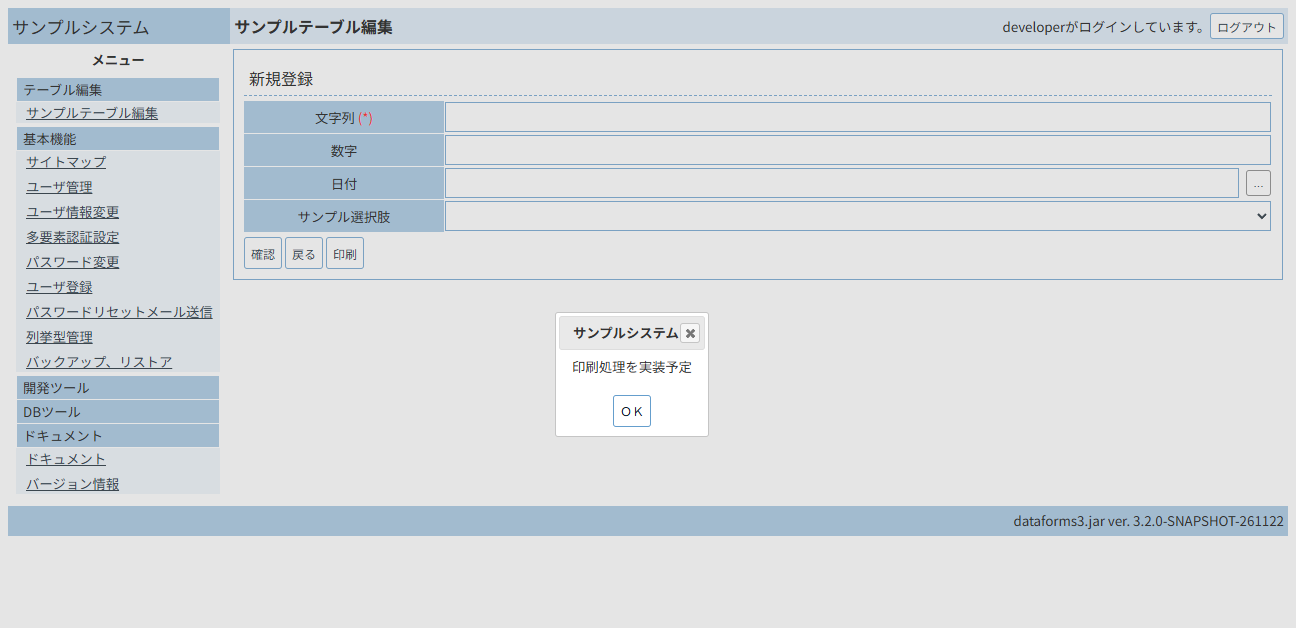 サンプルシステム
サンプルテーブル編集
developerがログインしています。
ログアウト
メニュー
テーブル編集
サンプルテーブル編集
基本機能
サイトマップ
ユーザ管理
ユーザ情報変更
多要素認証設定
パスワード変更
ユーザ登録
パスワードリセットメール送信
列挙型管理
バックアップ、リストア
開発ツール
DBツール
ドキュメント
ドキュメント
バージョン情報
新規登録
文字列(*)
数字
日付
...
サンプル選択肢
確認 戻る 印刷
サンプルシステム
印刷処理を実装予定
ＯＫ
dataforms3.jar ver. 3.2.0-SNAPSHOT-261122